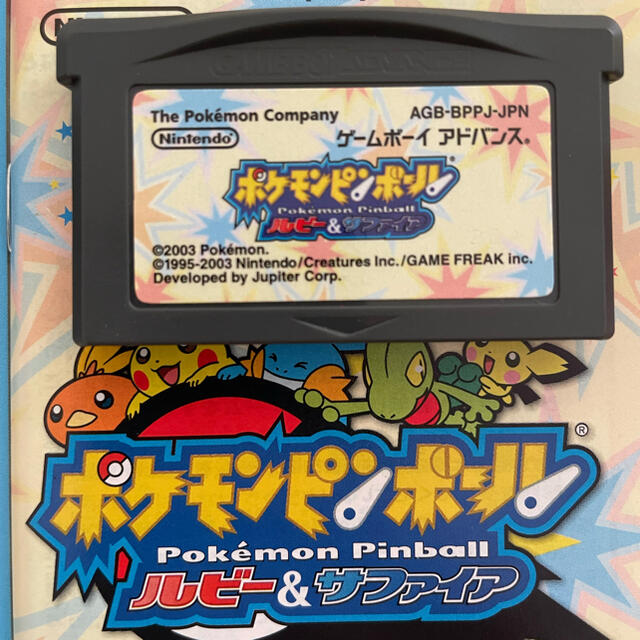 GAME BOY ADVANCE
The Pokémon Company
AGB-BPPJ-JPN
Nintendo
ゲームボーイ アドバンス®
ポケモンピンボール®
Pokémon Pinball
ルビー&サファイア
©2003 Pokémon.
©1995-2003 Nintendo/Creatures Inc./GAME FREAK inc.
Developed by Jupiter Corp.
ポケモンピンボール®
Pokémon Pinball
ルビー&サファイア